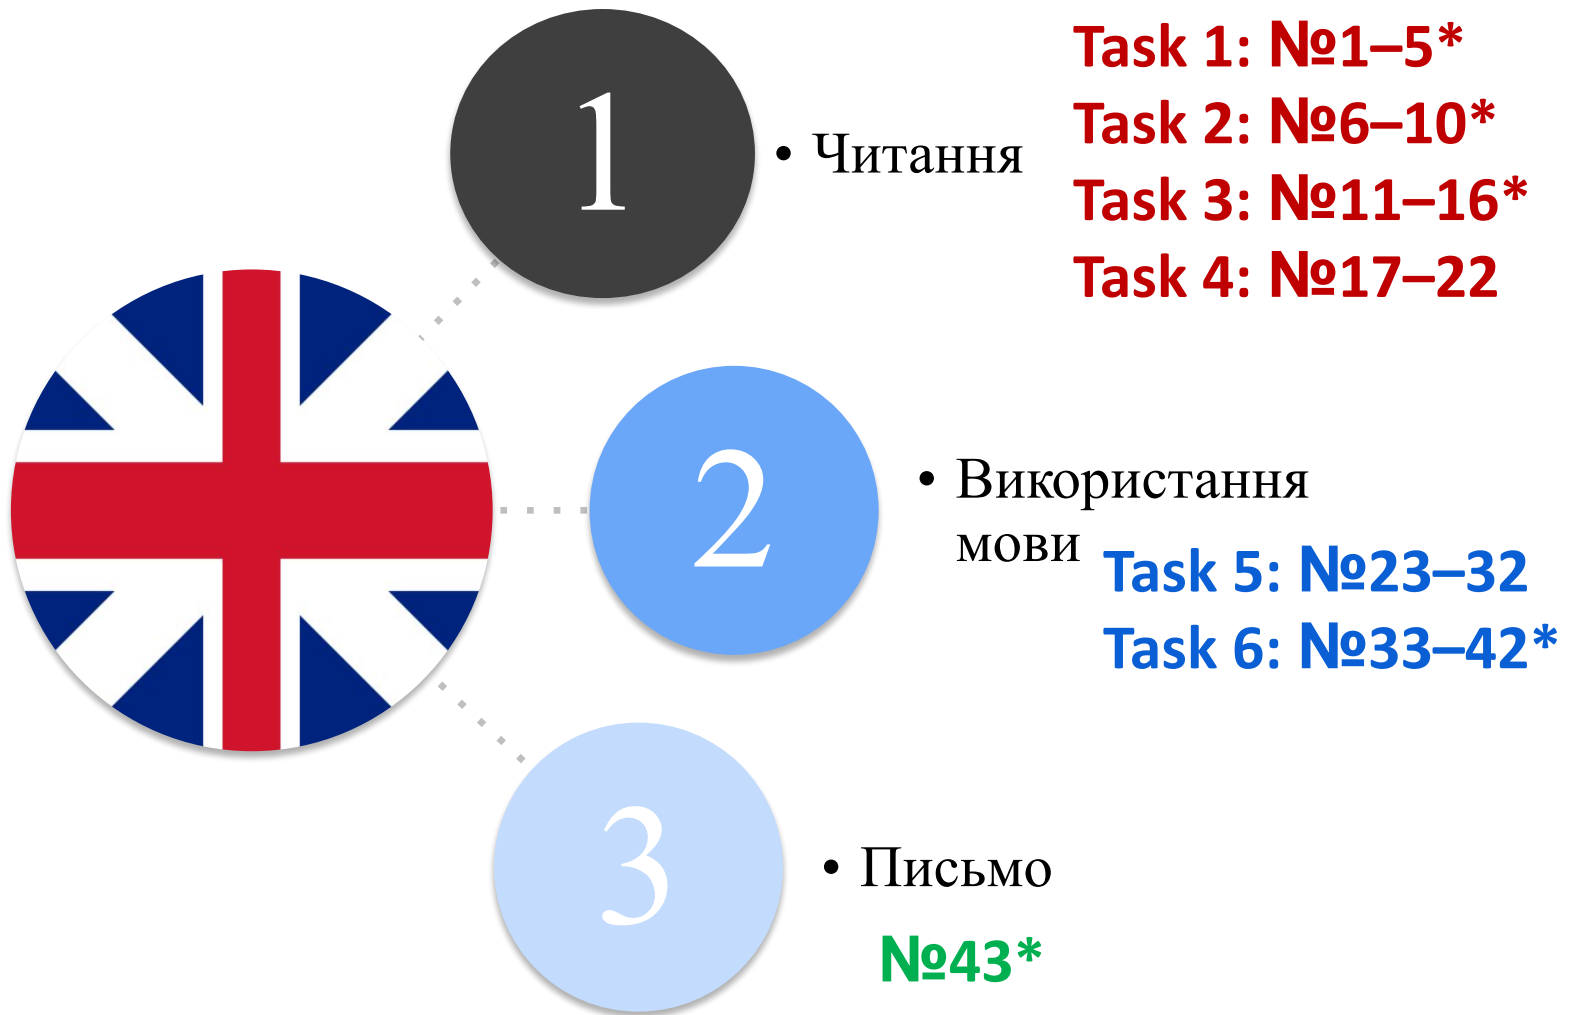 1
• Читання
Task 1: №1–5*
Task 2: №6–10*
Task 3: №11–16*
Task 4: №17–22
2
• Використання
мови
Task 5: №23–32
Task 6: №33–42*
3
• Письмо
№43*